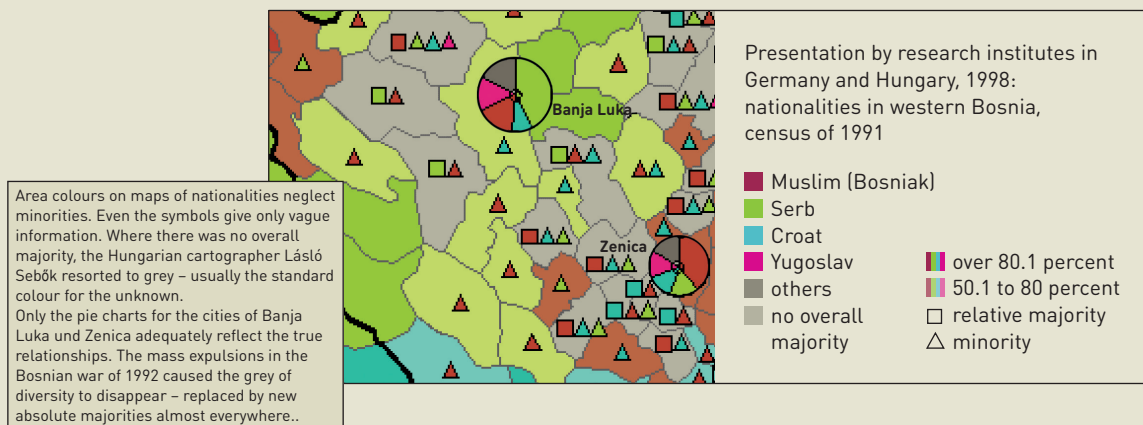 Banja Luka
Zenica
Presentation by research institutes in
Germany and Hungary, 1998:
nationalities in western Bosnia,
census of 1991
Muslim (Bosniak)
Serb
Croat
Yugoslav
others
no overall
majority
over 80.1 percent
50.1 to 80 percent
relative majority
minority
Area colours on maps of nationalities neglect
minorities. Even the symbols give only vague
information. Where there was no overall
majority, the Hungarian cartographer Lásló
Sebők resorted to grey – usually the standard
colour for the unknown.
Only the pie charts for the cities of Banja
Luka und Zenica adequately reflect the true
relationships. The mass expulsions in the
Bosnian war of 1992 caused the grey of
diversity to disappear – replaced by new
absolute majorities almost everywhere..